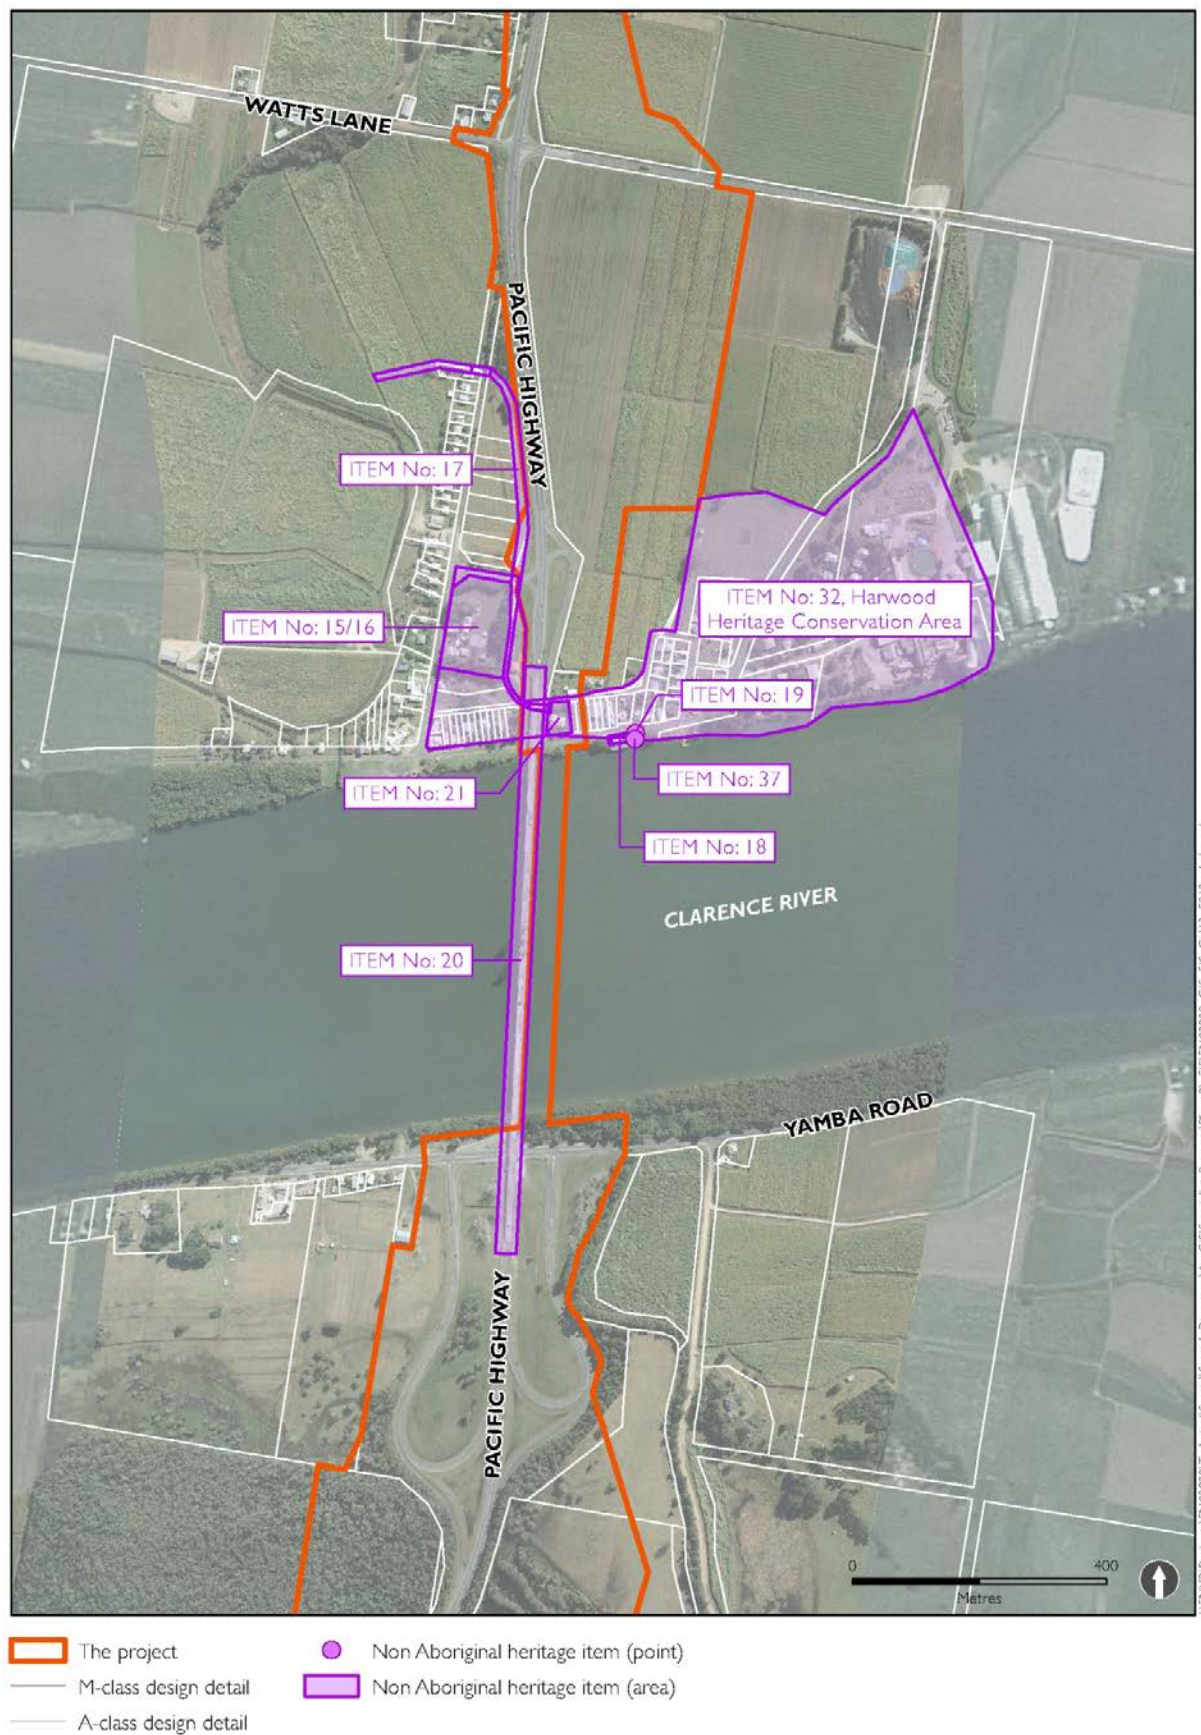 WATTS LANE
PACIFIC HIGHWAY
ITEM No: 17
ITEM No: 32, Harwood
Heritage Conservation Area
ITEM No: 15/16
ITEM No: 19
ITEM No: 37
ITEM No: 21
ITEM No: 18
CLARENCE RIVER
ITEM No: 20
YAMBA ROAD
PACIFIC HIGHWAY
0 400
Metres
The project
Non Aboriginal heritage item (point)
M-class design detail
Non Aboriginal heritage item (area)
A-class design detail